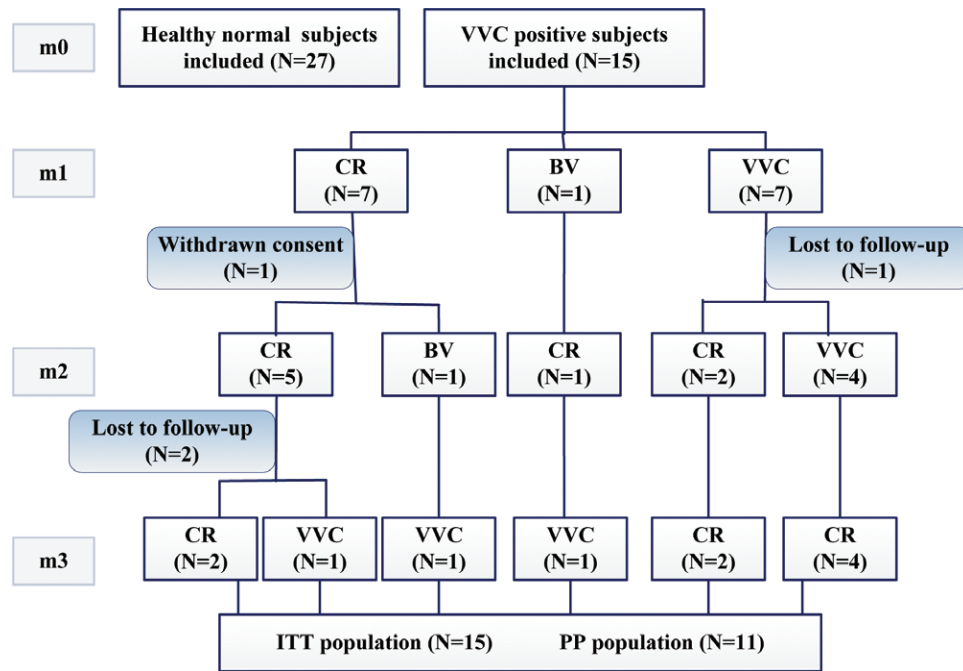 m0
Healthy normal subjects
included (N=27)
VVC positive subjects
included (N=15)
m1
CR
(N=7)
BV
(N=1)
VVC
(N=7)
Withdrawn consent
(N=1)
Lost to follow-up
(N=1)
m2
CR
(N=5)
BV
(N=1)
CR
(N=1)
CR
(N=2)
VVC
(N=4)
Lost to follow-up
(N=2)
m3
CR
(N=2)
VVC
(N=1)
VVC
(N=1)
VVC
(N=1)
CR
(N=2)
CR
(N=4)
ITT population (N=15) PP population (N=11)